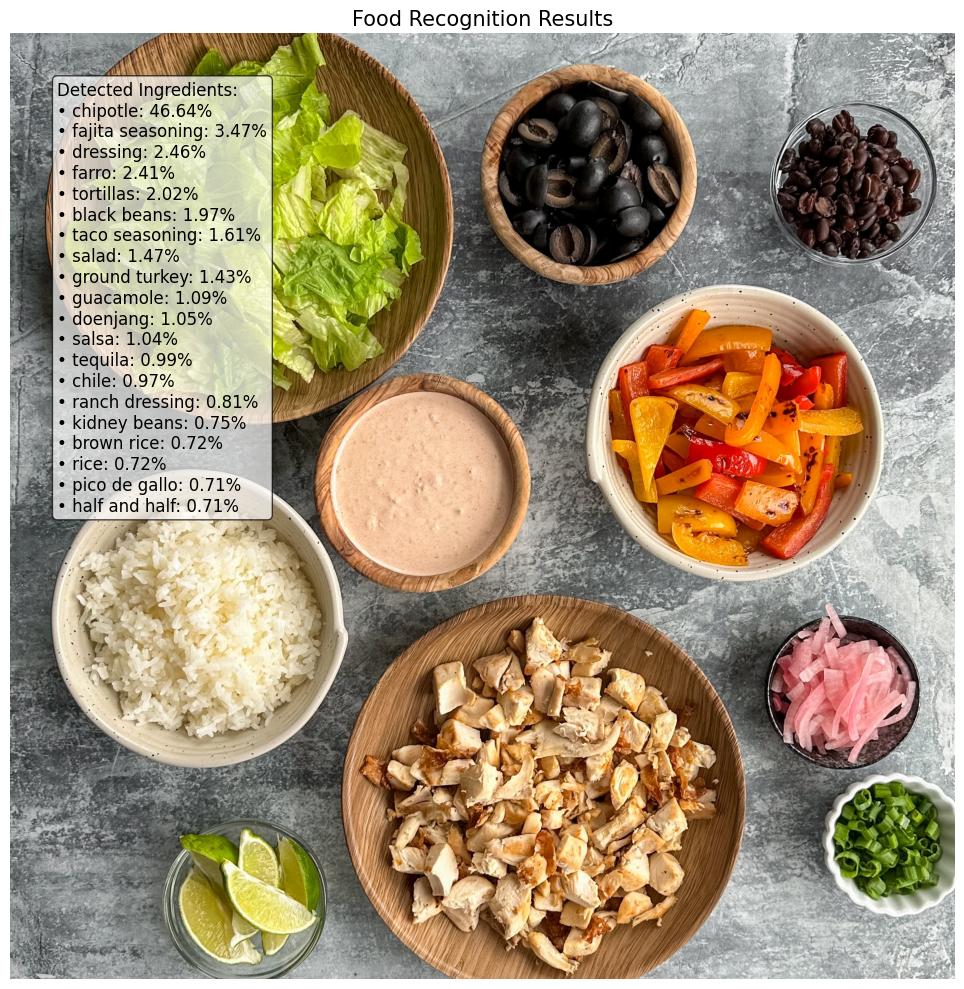 Food Recognition Results
Detected Ingredients:
• chipotle: 46.64%
• fajita seasoning: 3.47%
• dressing: 2.46%
• farro: 2.41%
• tortillas: 2.02%
• black beans: 1.97%
• taco seasoning: 1.61%
• salad: 1.47%
• ground turkey: 1.43%
• guacamole: 1.09%
• doenjang: 1.05%
• salsa: 1.04%
• tequila: 0.99%
• chile: 0.97%
• ranch dressing: 0.81%
• kidney beans: 0.75%
• brown rice: 0.72%
• rice: 0.72%
• pico de gallo: 0.71%
• half and half: 0.71%